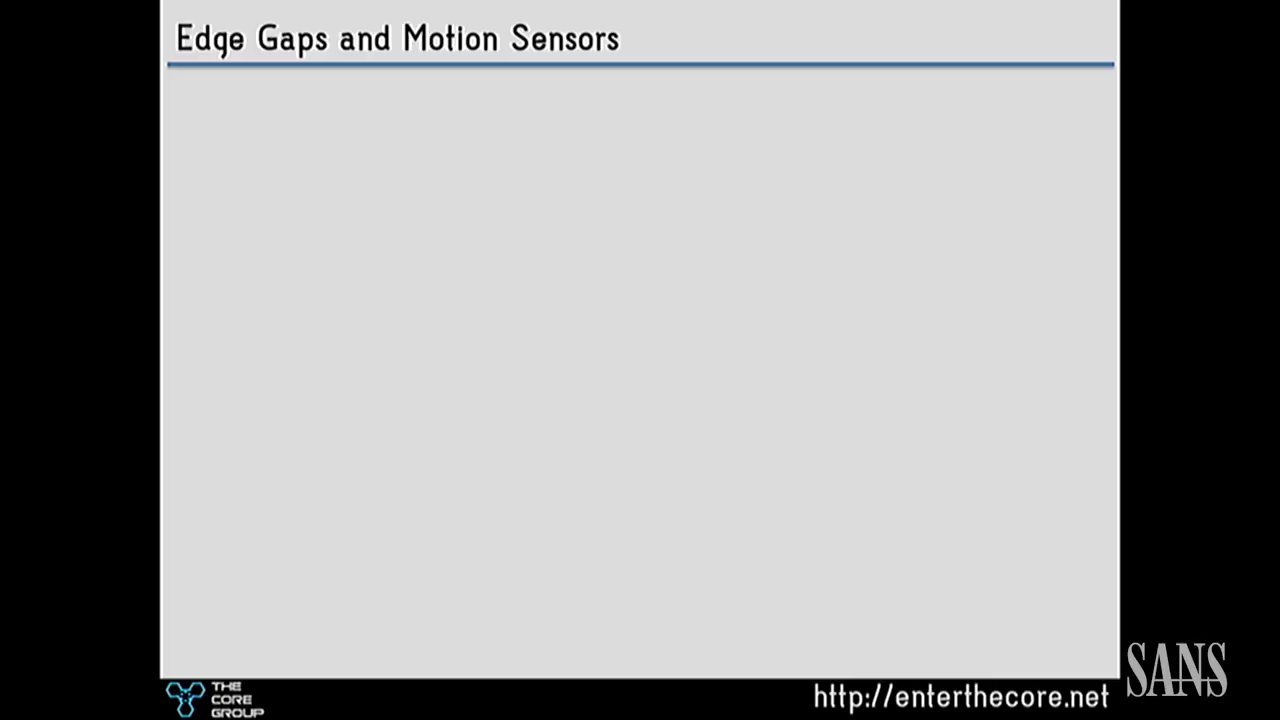 Edge Gaps and Motion Sensors
THE
CORE
GROUP
http://enterthecore.net
SANS